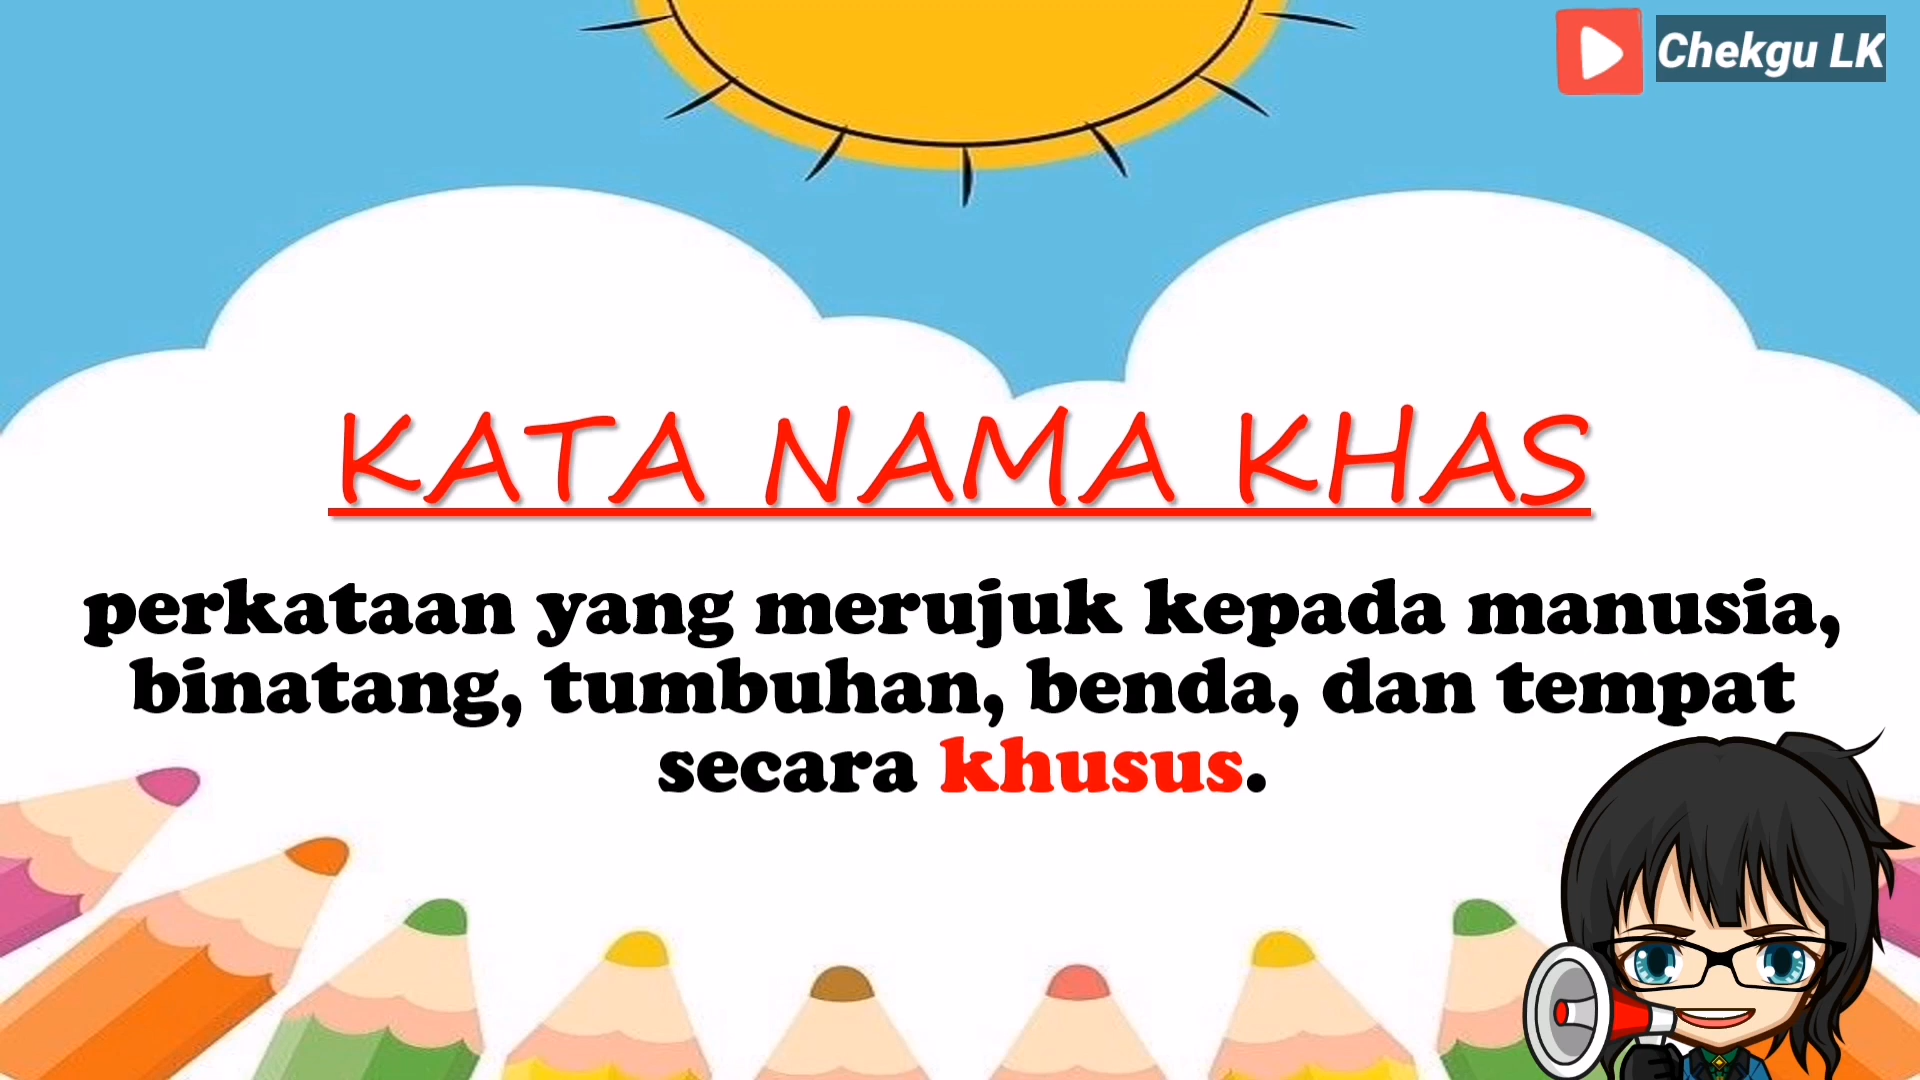 Chekgu LK
KATA NAMA KHAS
perkataan yang merujuk kepada manusia,
binatang, tumbuhan, benda, dan tempat
secara khusus.